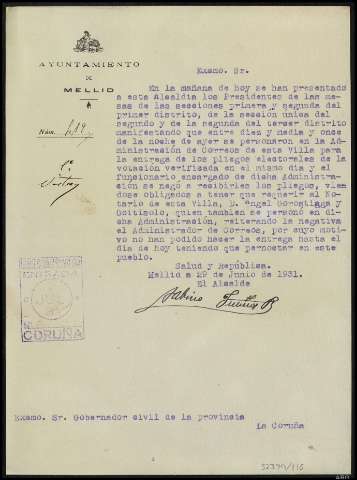 AYUNTAMIENTO
DE
MELLID
Núm.
Excmo. Sr.
En la mañana de hoy se han presentado
a esta Alcaldía los Presidentes de las me-
sas de las secciones primera y segunda del
primer distrito, de la sección única del
segundo y de la segunda del tercer distrito
manifestando que entre diez y media y once
de la noche de ayer se personaron en la Ad-
ministración de Correos de esta Villa para
la entrega de los pliegos electorales de la
votación verificada en el mismo día y el
funcionario encargado de dicha Administración
se negó a recibirles los pliegos, vien
dose obligados a tener que requerir al No-
tario de esta Villa, D. Angel Gorostiaga y
Goitisolo, quien tambien se personó en di-
cha Administración, reiterando la negativa
el Administrador de Correos, por cuyo moti-
vo no han podido hacer la entrega hasta el
día de hoy teniendo que pernoctar en este
pueblo.
Salud y República.
Mellid a 29 de Junio de 1931.
El Alcalde
ENTRADA
CORUÑA
Excmo. Sr. Gobernador civil de la provincia
La Coruña